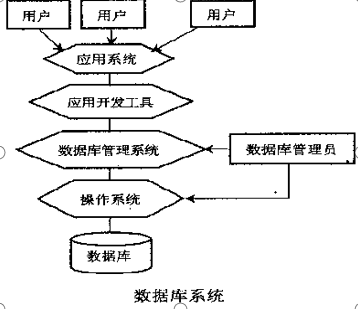 用户
用户
用户
应用系统
应用开发工具
数据库管理系统
数据库管理员
操作系统
数据库
数据库系统